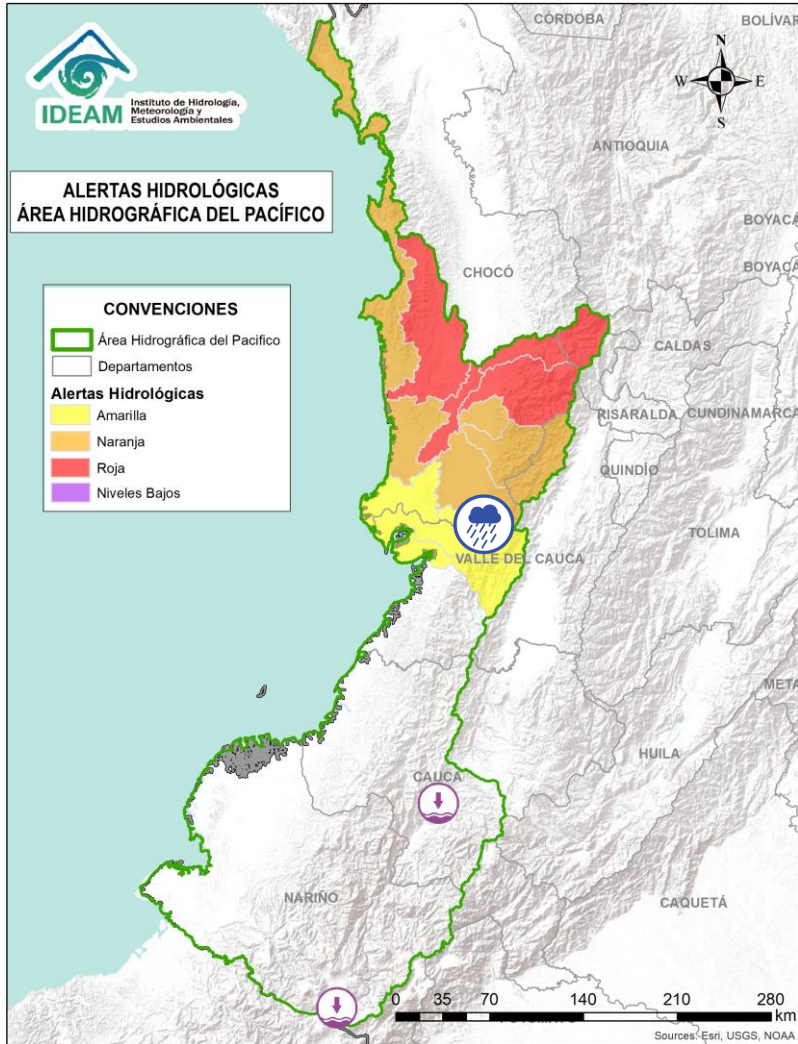 CÓRDOBA
BOLÍVAR
N
W
E
S
IDEAM
Instituto de Hidrología,
Meteorología y
Estudios Ambientales
ANTIOQUIA
ALERTAS HIDROLÓGICAS
ÁREA HIDROGRÁFICA DEL PACÍFICO
BOYACÁ
BOYACÁ
CHOCÓ
CONVENCIONES
Área Hidrográfica del Pacifico
Departamentos
Alertas Hidrológicas
Amarilla
Naranja
Roja
Niveles Bajos
CALDAS
RISARALDA
CUNDINAMARCA
QUINDÍO
TOLIMA
VALLE DEL CAUCA
META
HUILA
CAUCA
NARIÑO
CAQUETÁ
0 35 70 140 210 280
km
Sources: Esri, USGS, NOAA